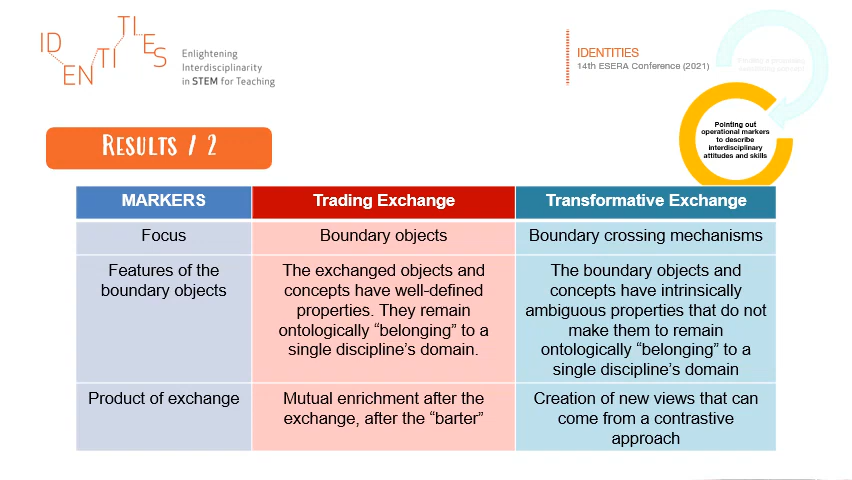 IDENTITIES
Enlightening
Interdisciplinarity
in STEM for Teaching
IDENTITIES
14th ESERA Conference (2021)
Pointing out
operational markers
to describe
interdisciplinary
attitudes and skills
RESULTS / 2
MARKERS
Trading Exchange
Transformative Exchange
Focus
Boundary objects
Boundary crossing mechanisms
Features of the
boundary objects
The exchanged objects and
concepts have well-defined
properties. They remain
ontologically “belonging” to a
single discipline’s domain.
The boundary objects and
concepts have intrinsically
ambiguous properties that do not
make them to remain
ontologically “belonging” to a
single discipline’s domain
Product of exchange
Mutual enrichment after the
exchange, after the “barter”
Creation of new views that can
come from a contrastive
approach